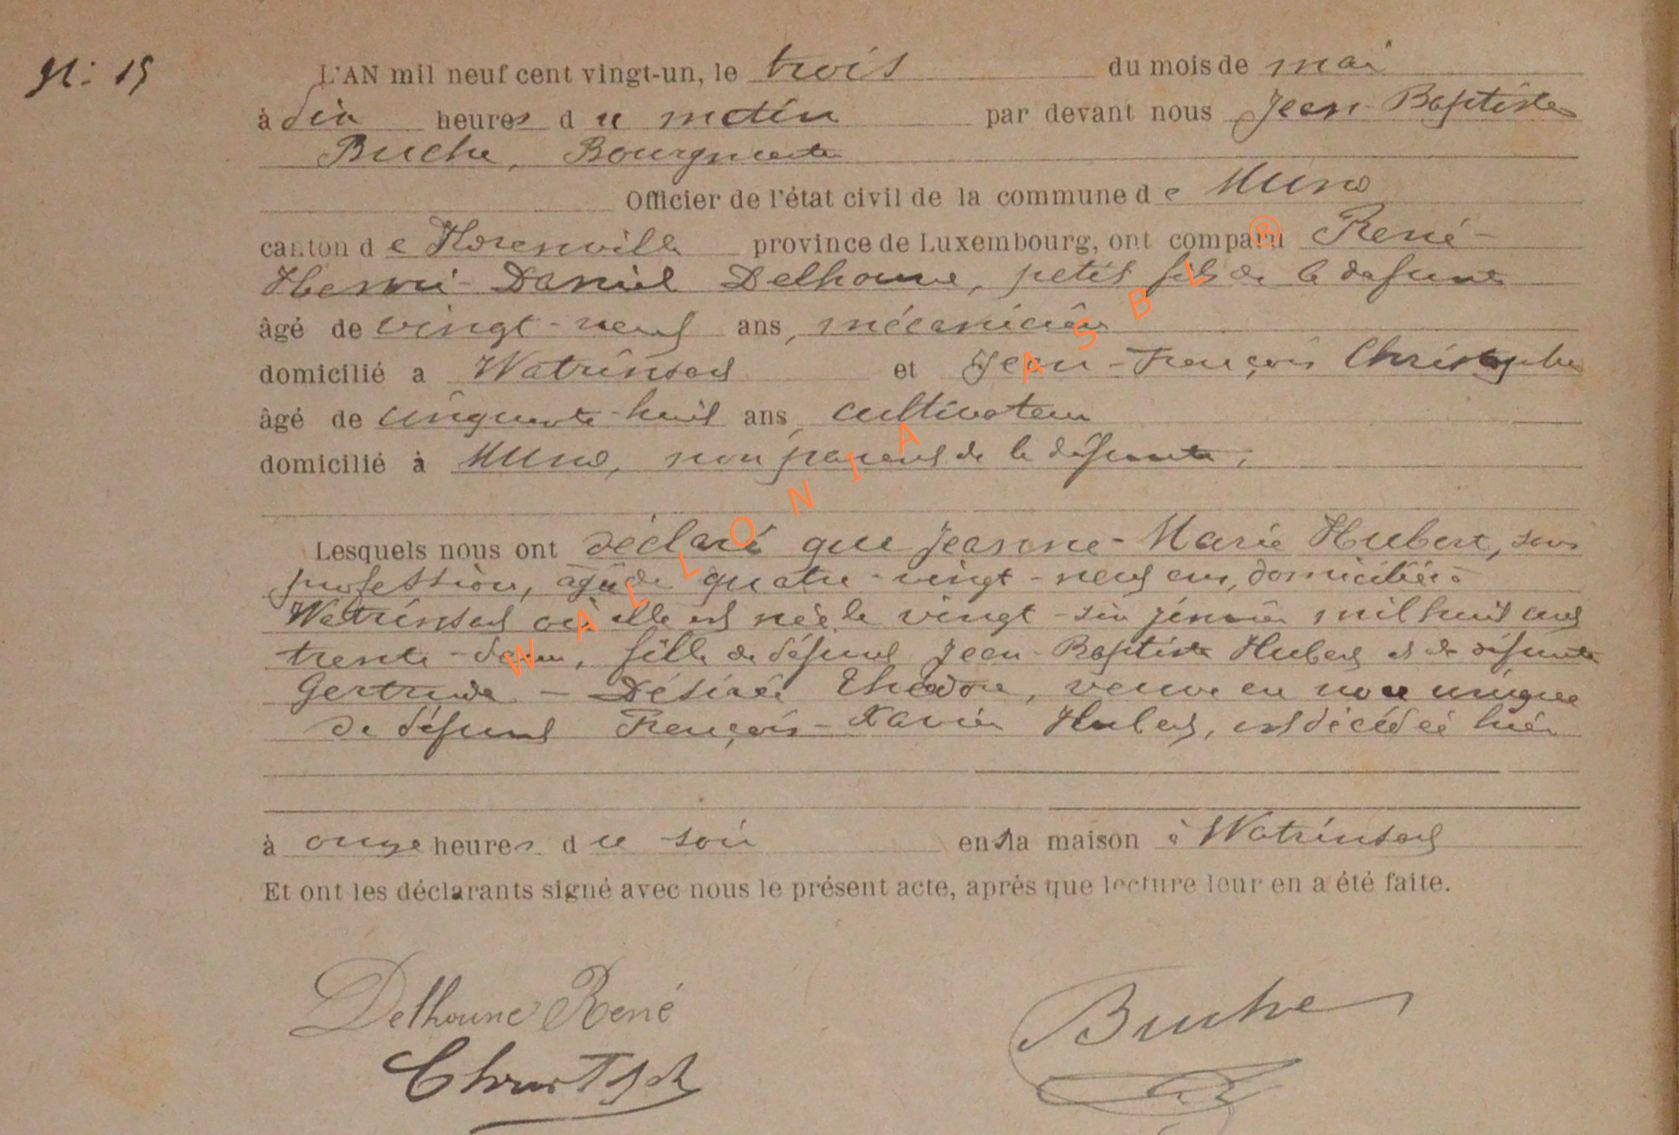 N: 15
L'AN mil neuf cent vingt-un, le trois du mois de mai
à dix heures du matin par devant nous Jean-Baptiste
Buche, Bourgmestre
Officier de l'état civil de la commune de Muno
canton de Florenville province de Luxembourg, ont comparu René-
Henri-Daniel Delhoune, petit fils de la défunte
âgé de vingt-neuf ans, mécanicien
domicilié a Watrinsart et Jean-François Christophe
âgé de cinquante-huit ans, cultivateur
domicilié à Muno, non parent de la défunte;
Lesquels nous ont déclaré que Jeanne-Marie Hubert, sans
profession, âgée de quatre-vingt-neuf ans, domiciliée à
Watrinsart où elle est née le vingt-six janvier mil huit cent
trente-deux, fille de défunt Jean-Baptiste Hubert et de défunte
Gertrude-Désirée Théodore, veuve en noce unique
de défunt François-Xavier Hubert, est décédée hier
à onze heures du soir en sa maison à Watrinsart
Et ont les déclarants signé avec nous le présent acte, après que lecture leur en a été faite.
Delhoune René
Buche
WALLONIA ASBL ®